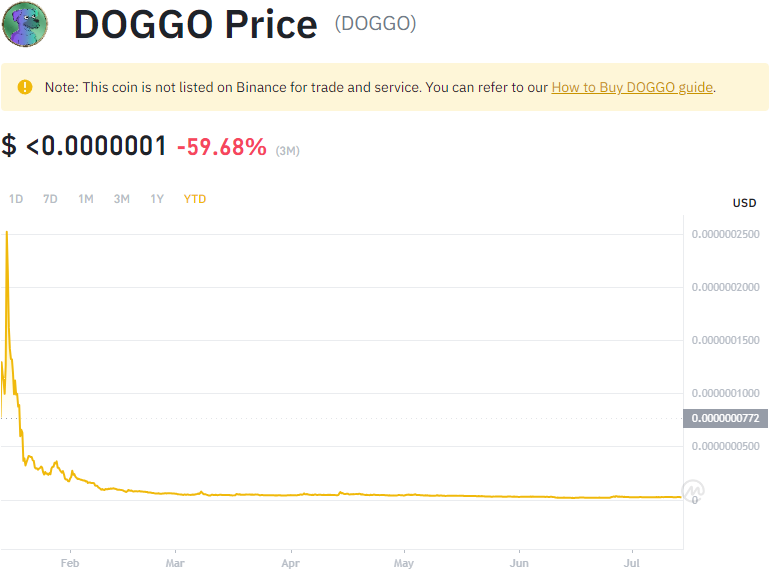 DOGGO Price (DOGGO)
Note: This coin is not listed on Binance for trade and service. You can refer to our How to Buy DOGGO guide.
$ <0.0000001 -59.68% (3M)
1D 7D 1M 3M 1Y YTD
USD
0.0000002500
0.0000002000
0.0000001500
0.0000001000
0.0000000772
0.0000000500
0
Feb Mar Apr May Jun Jul